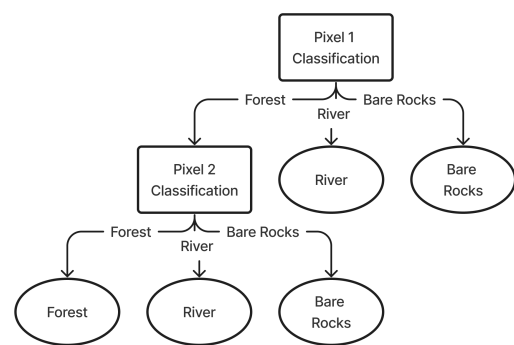 Pixel 1
Classification
Forest
River
Bare Rocks
Pixel 2
Classification
River
Bare
Rocks
Forest
River
Bare Rocks
Forest
River
Bare
Rocks